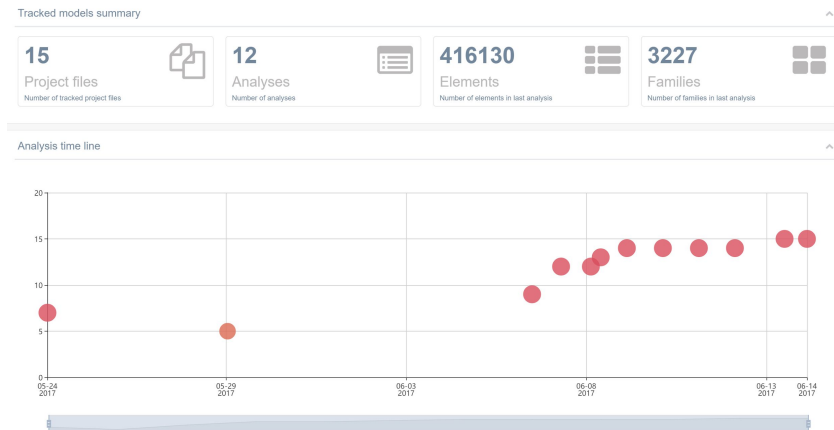 Tracked models summary
15
Project files
Number of tracked project files
12
Analyses
Number of analyses
416130
Elements
Number of elements in last analysis
3227
Families
Number of families in last analysis
Analysis time line
20
15
10
5
0
05-24
2017
05-29
2017
06-03
2017
06-08
2017
06-13
2017
06-14
2017